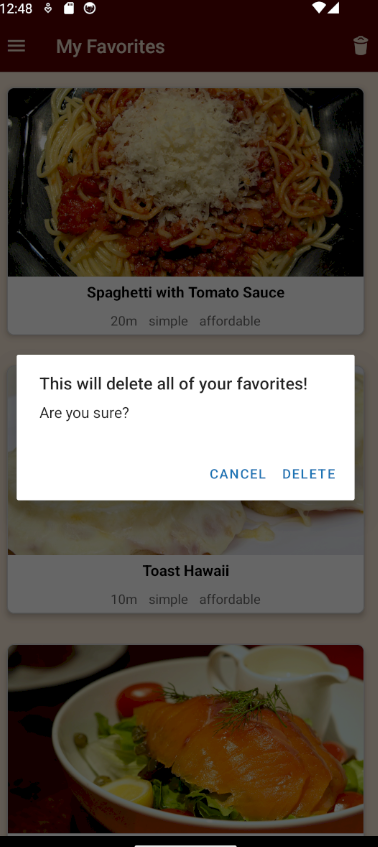 12:48
My Favorites
Spaghetti with Tomato Sauce
20m simple affordable
This will delete all of your favorites!
Are you sure?
CANCEL DELETE
Toast Hawaii
10m simple affordable